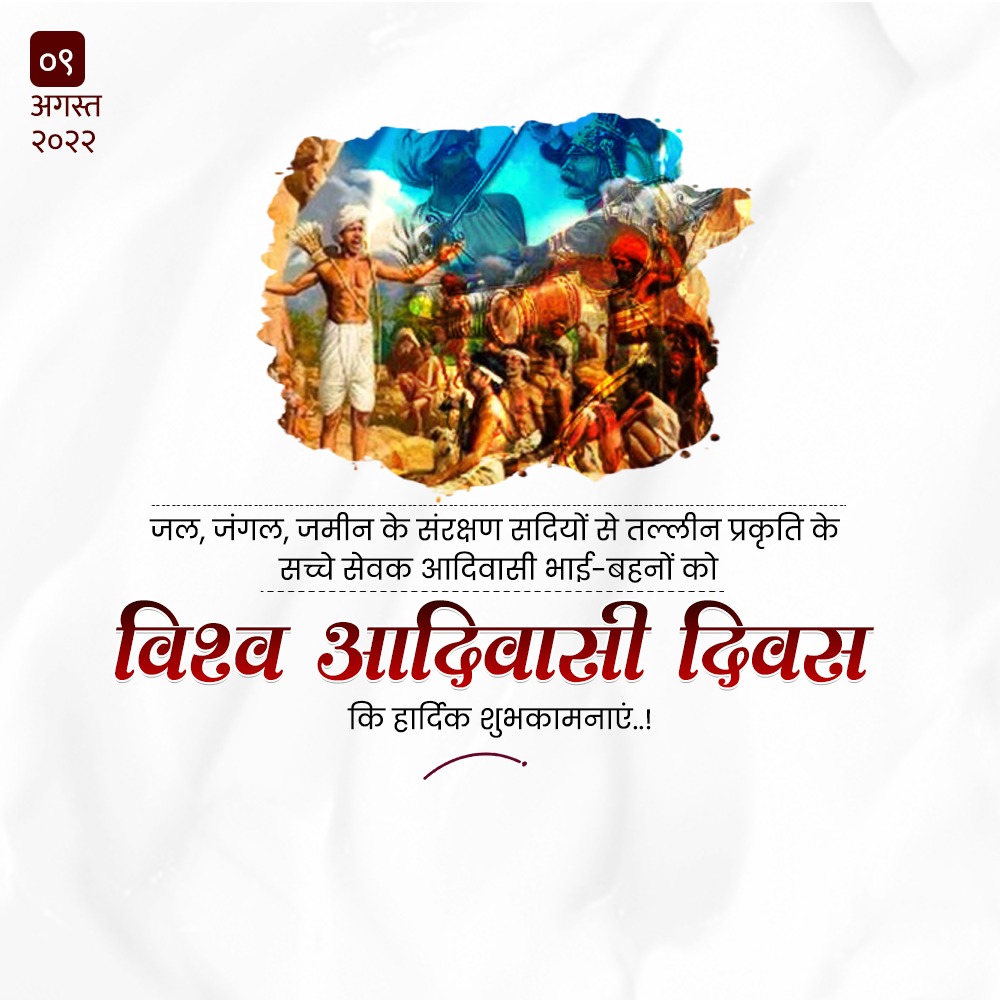 ०९
अगस्त
२०२२
जल, जंगल, जमीन के संरक्षण सदियों से तल्लीन प्रकृति के
सच्चे सेवक आदिवासी भाई-बहनों को
विश्व आदिवासी दिवस
कि हार्दिक शुभकामनाएं..!